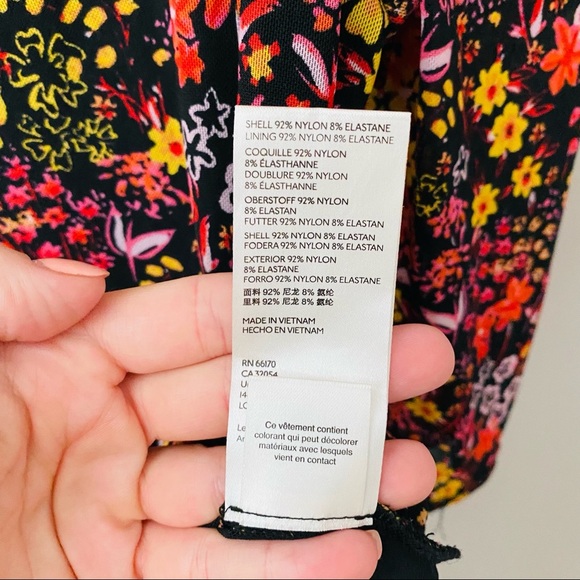 SHELL 92% NYLON 8% ELASTANE
LINING 92% NYLON 8% ELASTANE
COQUILLE 92% NYLON
8% ÉLASTHANNE
DOUBLURE 92% NYLON
8% ÉLASTHANNE
OBERSTOFF 92% NYLON
8% ELASTAN
FUTTER 92% NYLON 8% ELASTAN
SHELL 92% NYLON 8% ELASTAN
FODERA 92% NYLON 8% ELASTAN
EXTERIOR 92% NYLON
8% ELASTANE
FORRO 92% NYLON 8% ELASTANE
面料 92% 尼龙 8% 氨纶
里料 92% 尼龙 8% 氨纶
MADE IN VIETNAM
HECHO EN VIETNAM
RN 66170
CA 32054
Ce vêtement contient
colorant qui peut décolorer
matériaux avec lesquels
vient en contact